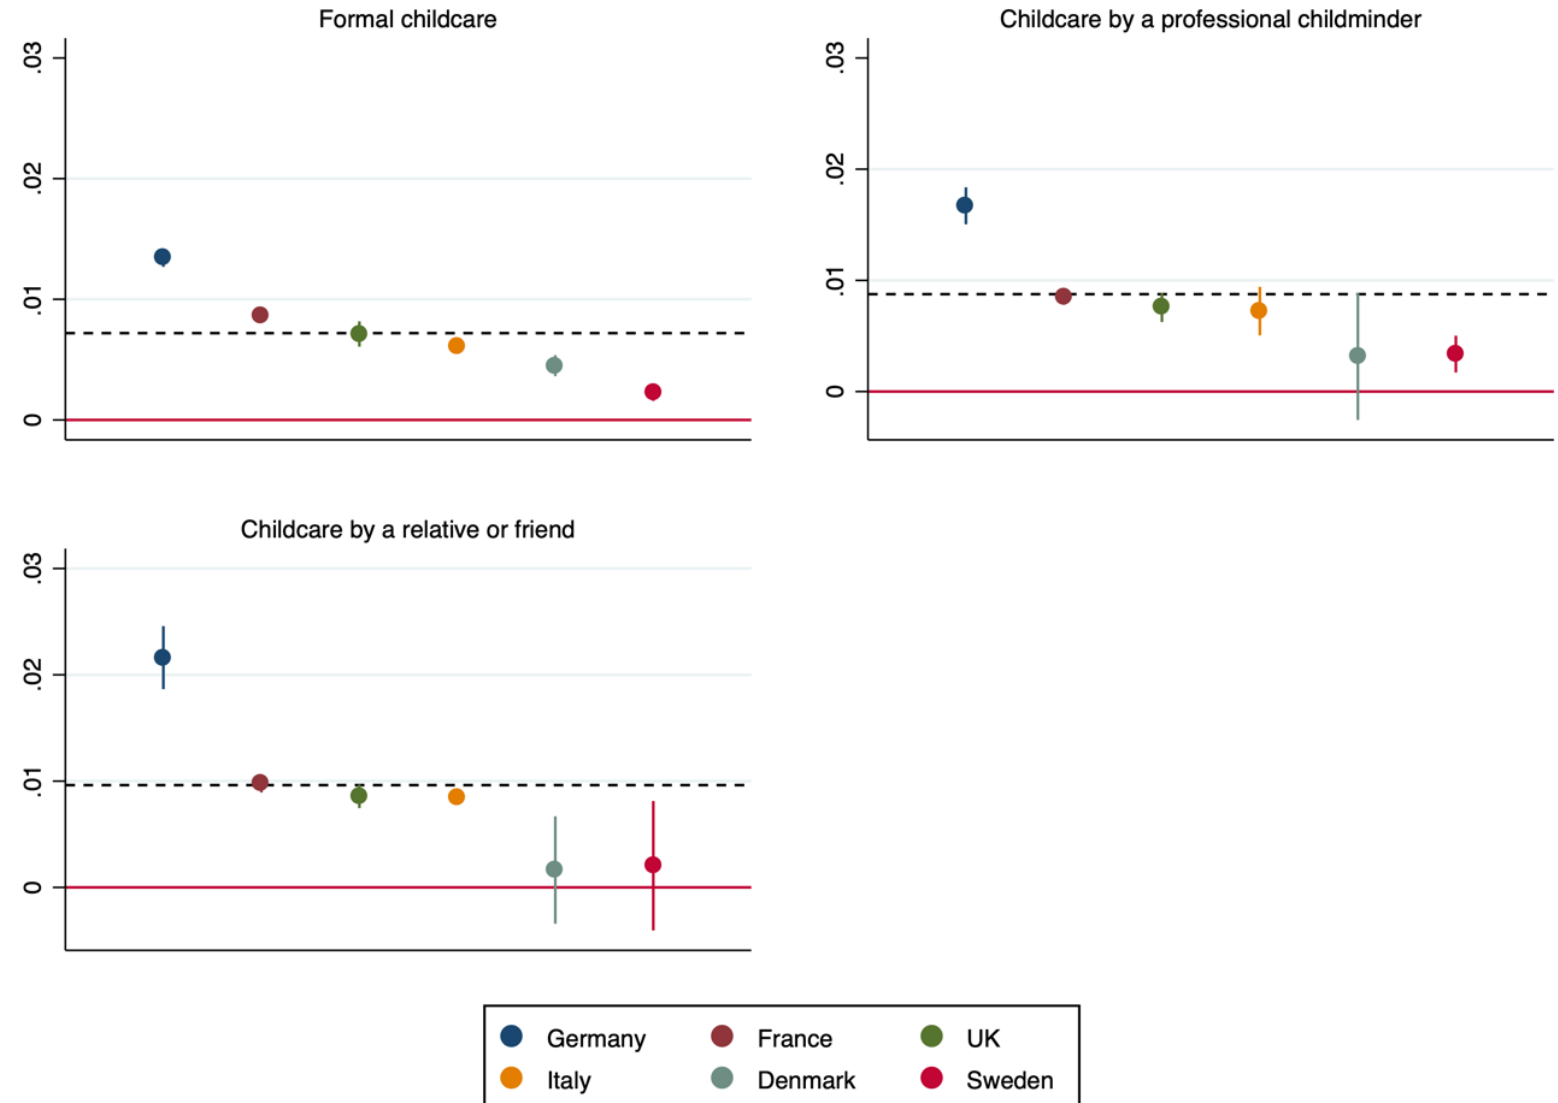 Formal childcare
.03
.02
.01
0
Childcare by a professional childminder
.03
.02
.01
0
Childcare by a relative or friend
.03
.02
.01
0
Germany France UK
Italy Denmark Sweden